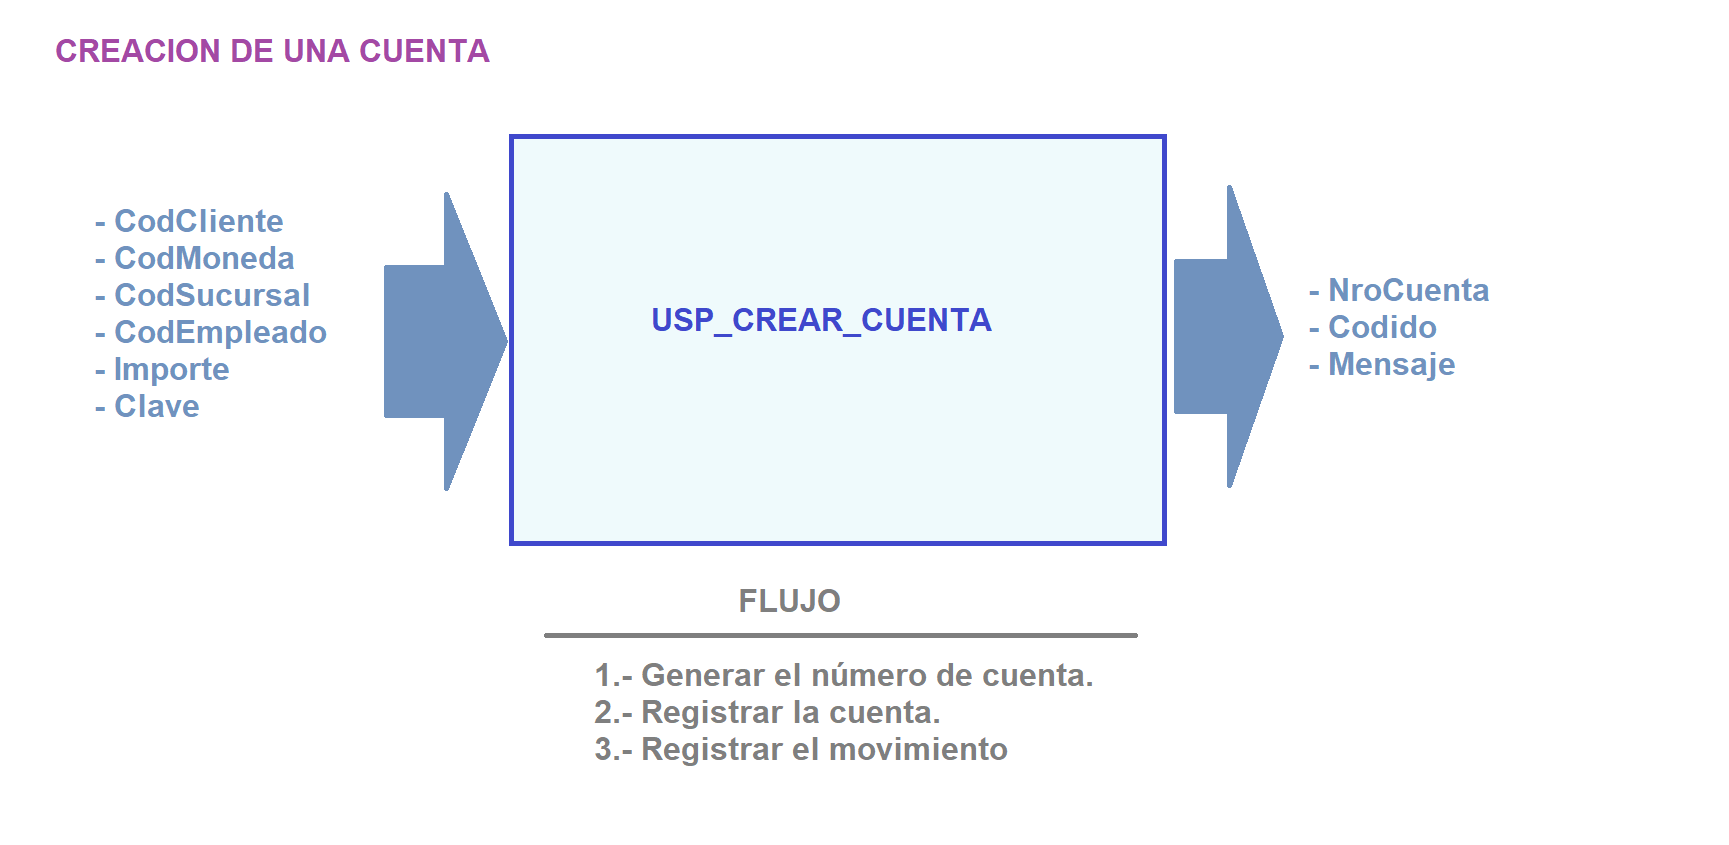 CREACION DE UNA CUENTA
- CodCliente
- CodMoneda
- CodSucursal
- CodEmpleado
- Importe
- Clave
USP_CREAR_CUENTA
- NroCuenta
- Codido
- Mensaje
FLUJO
1.- Generar el número de cuenta.
2.- Registrar la cuenta.
3.- Registrar el movimiento